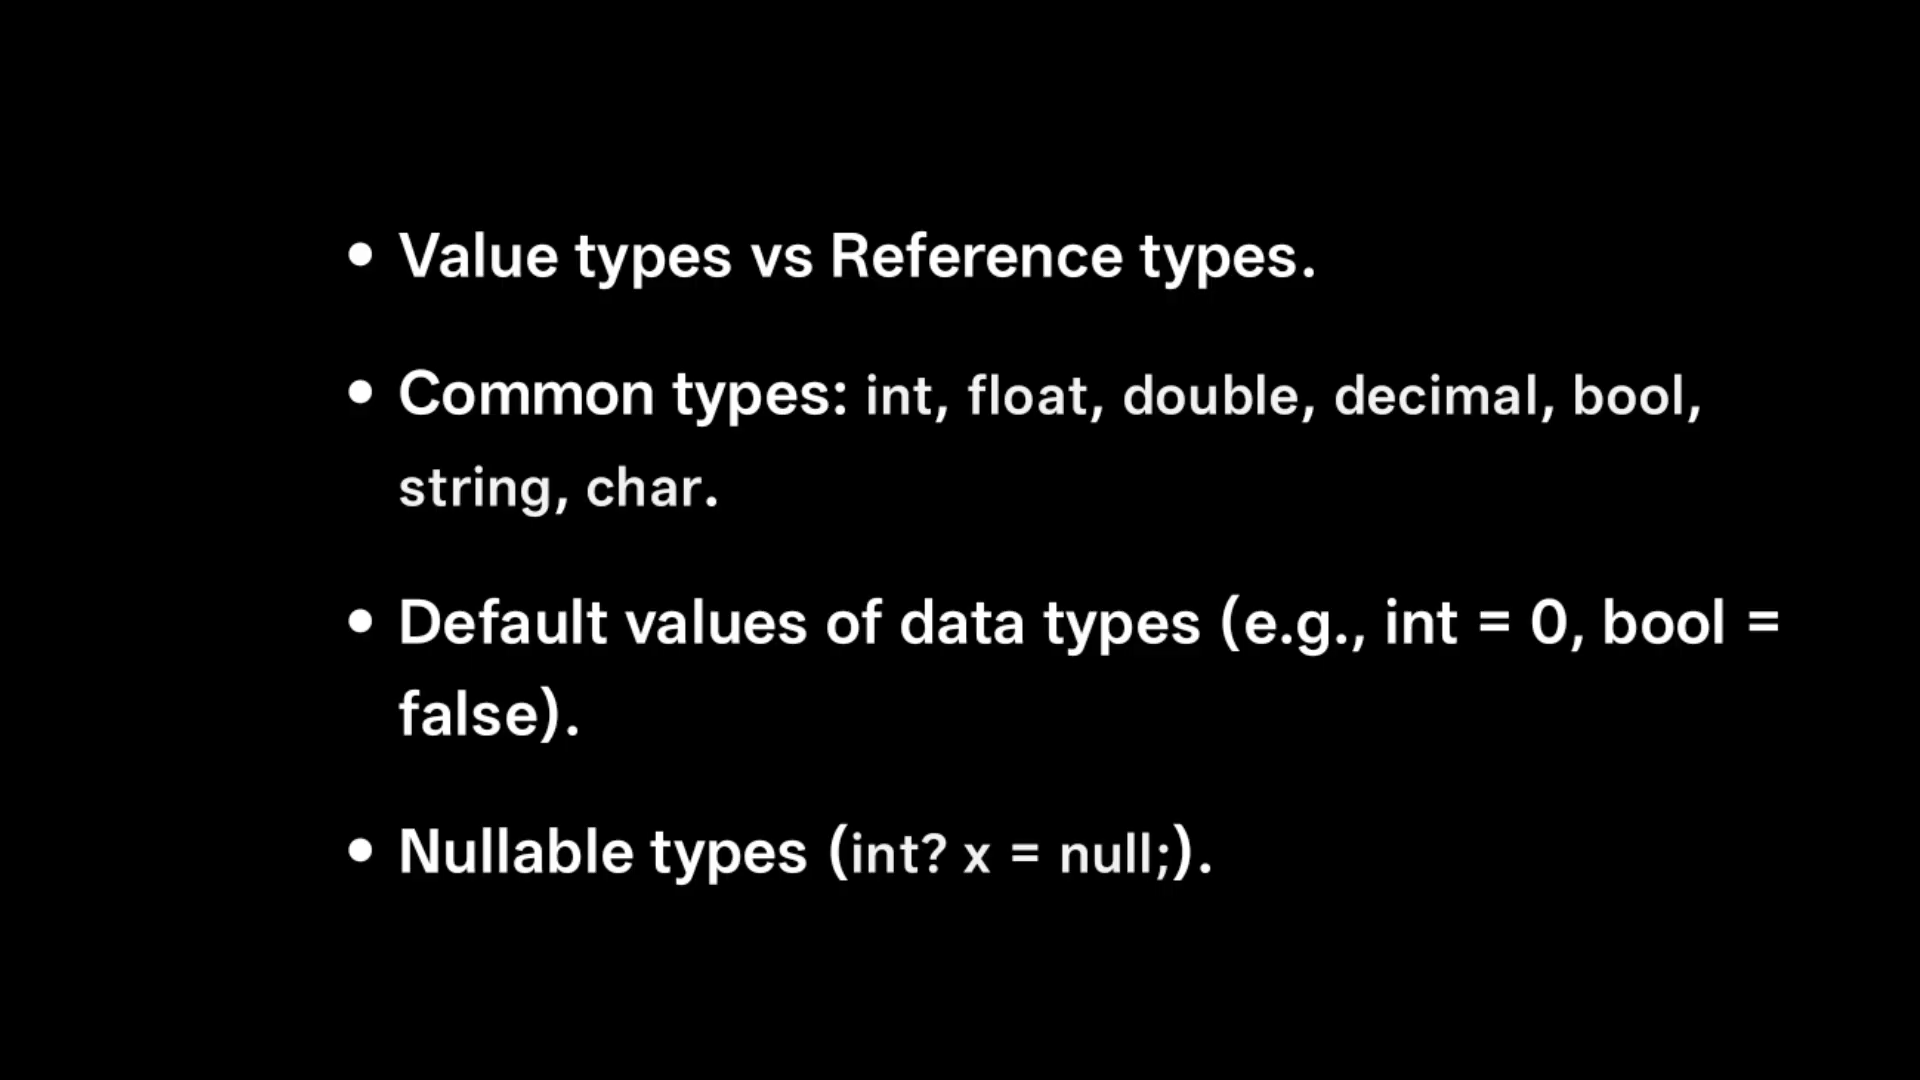 • Value types vs Reference types.
• Common types: int, float, double, decimal, bool,
string, char.
• Default values of data types (e.g., int = 0, bool =
false).
• Nullable types (int? x = null;).